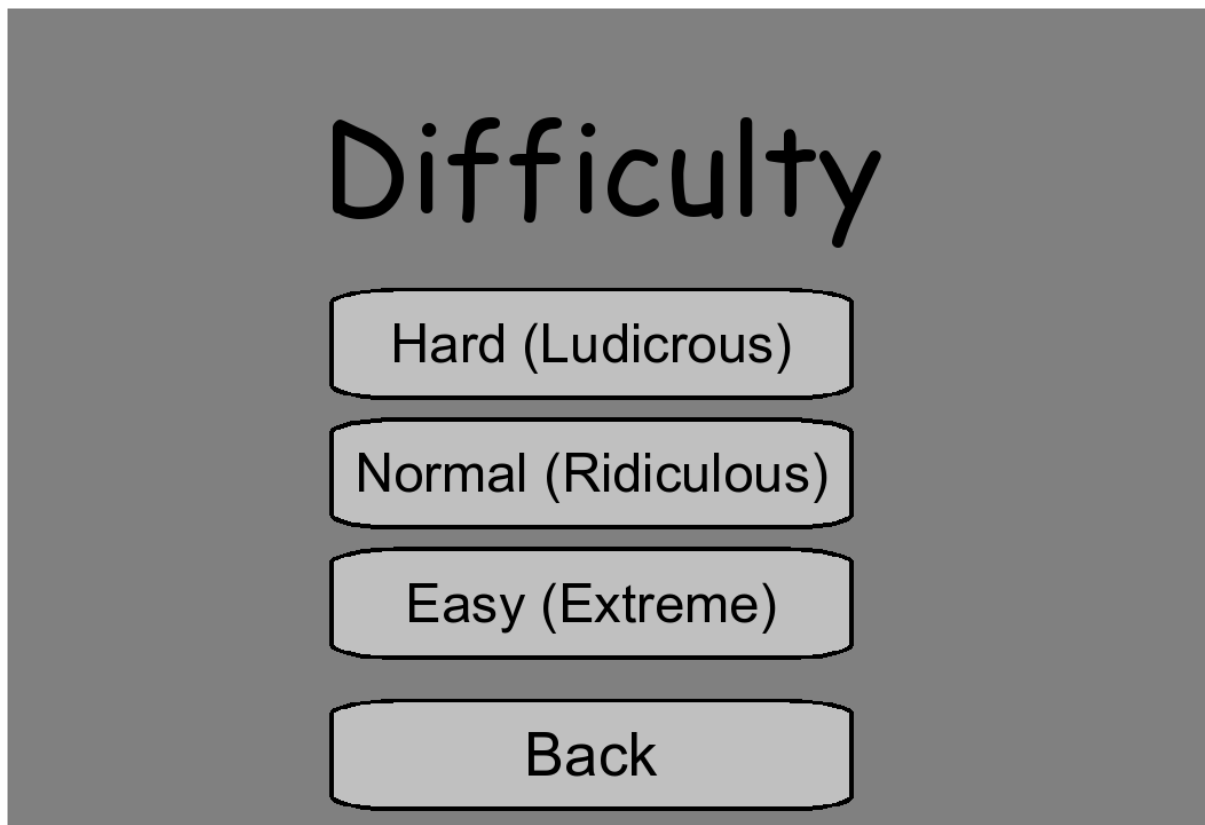 Difficulty
Hard (Ludicrous)
Normal (Ridiculous)
Easy (Extreme)
Back